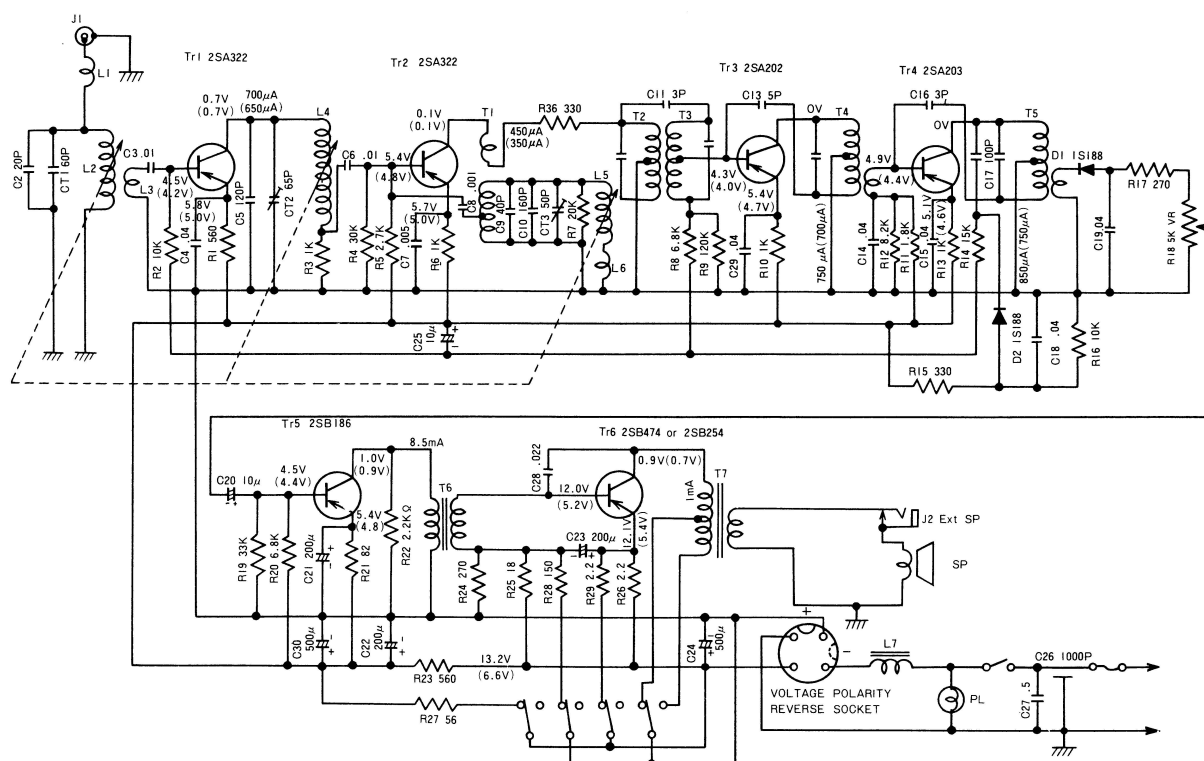 J1
L1
C2 20P
CT1 60P
L2
L3
C3 .01
Tr1 2SA322
0.7V
(0.7V)
700μA
(650μA)
4.5V
(4.2V)
5.8V
(5.0V)
R2 10K
C4 .04
R1 560
C5 120P
CT2 65P
L4
R3 1K
C6 .01
Tr2 2SA322
0.1V
(0.1V)
5.4V
(4.8V)
5.7V
(5.0V)
R4 30K
R5 2.7K
C7 .005
R6 1K
C8 .001
T1
450μA
(350μA)
R36 330
C9 40P
C10 160P
CT3 50P
R7 20K
L5
L6
C25
10μ
+
-
T2
C11 3P
T3
R8 6.8K
R9 120K
Tr3 2SA202
C13 5P
4.3V
(4.0V)
5.4V
(4.7V)
C29 .04
R10 1K
0V
T4
750μA(700μA)
Tr4 2SA203
C16 3P
4.9V
(4.4V)
0V
5.1V
(4.6V)
C14 .04
R12 8.2K
R11 1.8K
C15 .04
R13 1K
R14 15K
C17 100P
T5
850μA(750μA)
D1 1S188
R17 270
C19 .04
R18 5K VR
D2 1S188
C18 .04
R16 10K
R15 330
Tr5 2SB186
C20 10μ
+
-
4.5V
(4.4V)
1.0V
(0.9V)
5.4V
(4.8)
8.5mA
R19 33K
R20 6.8K
C21 200μ
+
-
R21 82
R22 2.2KΩ
T6
C30
500μ
-
+
C22
200μ
-
+
R23 560
13.2V
(6.6V)
R27 56
Tr6 2SB474 or 2SB254
C28 .022
12.0V
(5.2V)
0.9V(0.7V)
12.1V
(5.4V)
1mA
T7
C23 200μ
-
+
R24 270
R25 18
R28 150
R29 2.2
R26 2.2
C24
500μ
-
+
J2 Ext SP
SP
+
-
VOLTAGE POLARITY
REVERSE SOCKET
L7
PL
C26 1000P
C27 .5